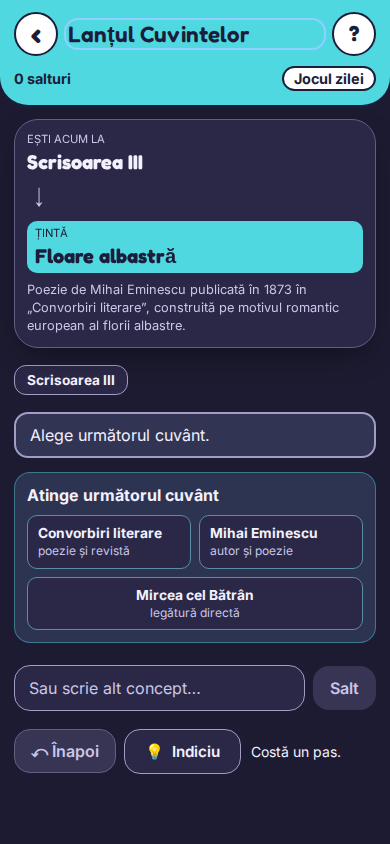 Lanțul Cuvintelor
?
0 salturi
Jocul zilei
EȘTI ACUM LA
Scrisoarea III
↓
ȚINTĂ
Floare albastră
Poezie de Mihai Eminescu publicată în 1873 în
„Convorbiri literare”, construită pe motivul romantic
european al florii albastre.
Scrisoarea III
Alege următorul cuvânt.
Atinge următorul cuvânt
Convorbiri literare
poezie și revistă
Mihai Eminescu
autor și poezie
Mircea cel Bătrân
legătură directă
Sau scrie alt concept...
Salt
Înapoi
Indiciu
Costă un pas.